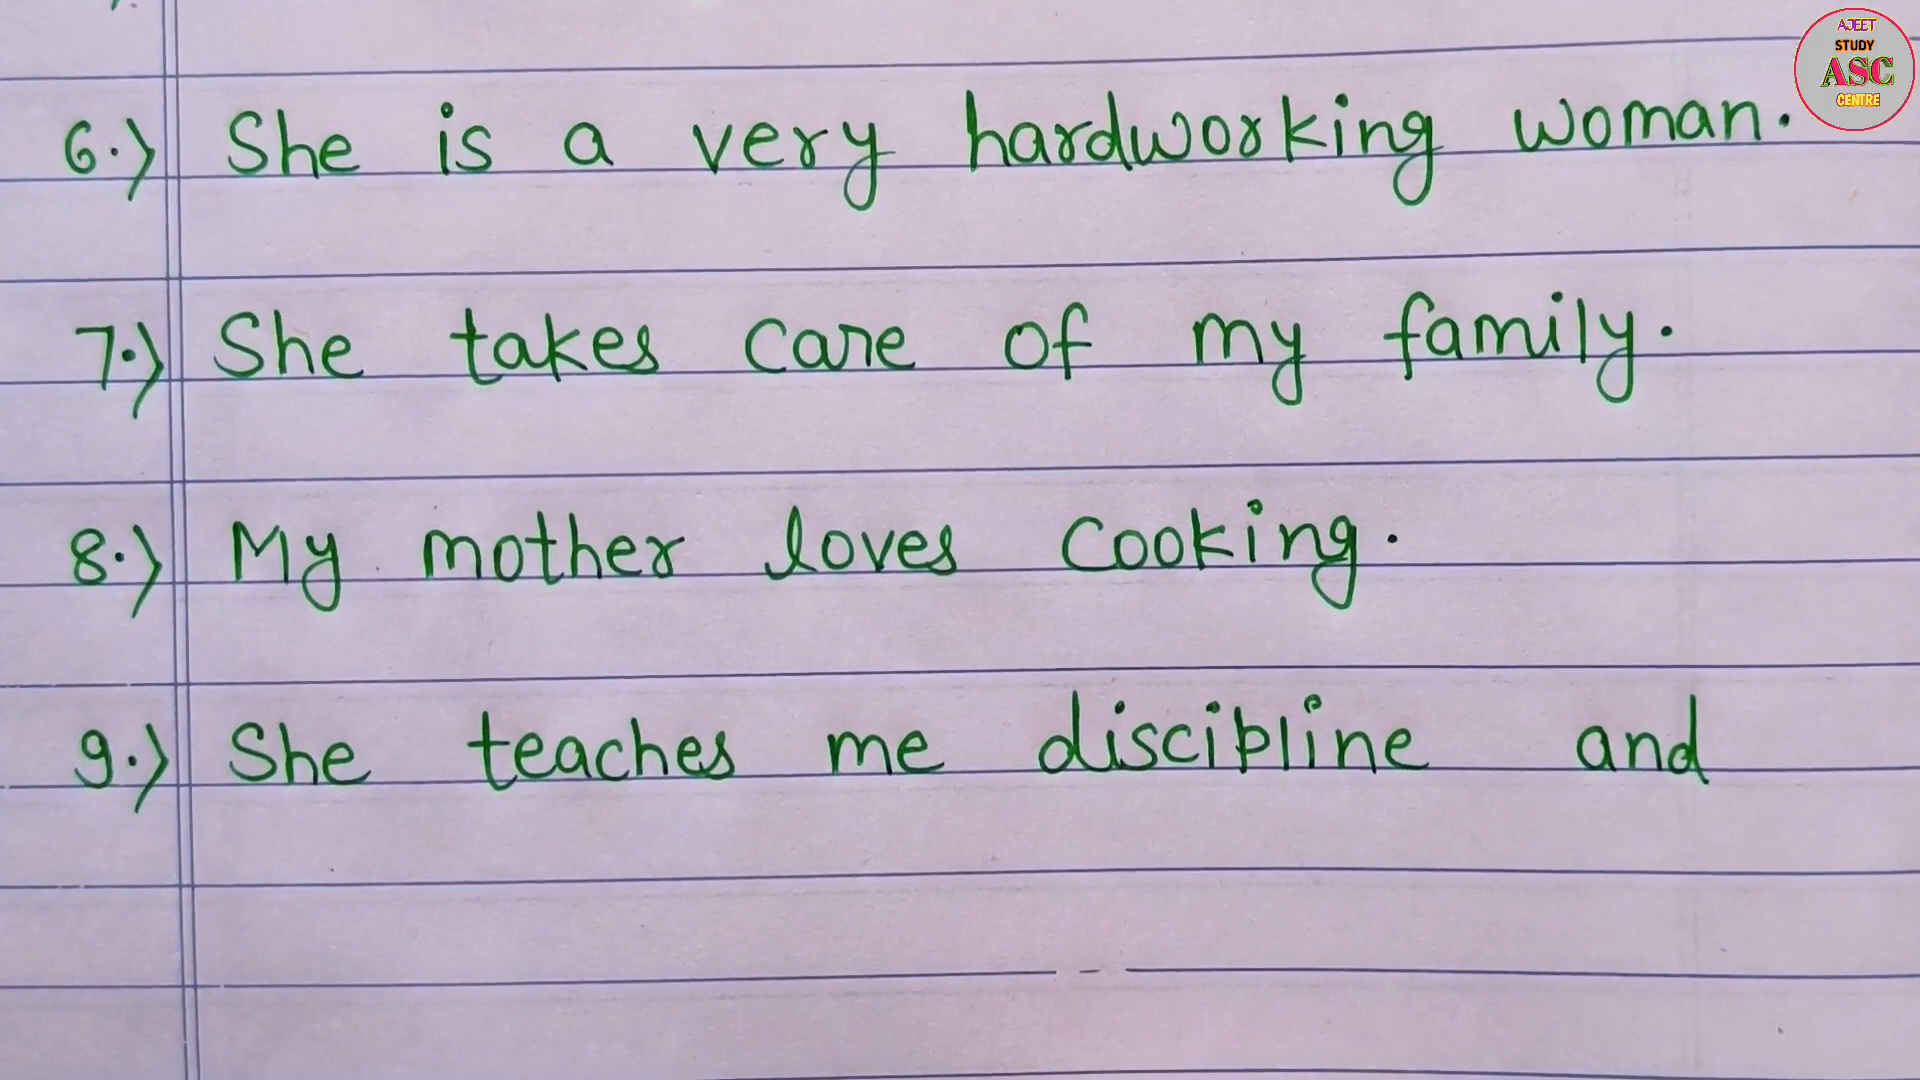 AJEET
STUDY
ASC
CENTRE
6.) She is a very hardworking woman.
7.) She takes care of my family.
8.) My mother loves cooking.
9.) She teaches me discipline and